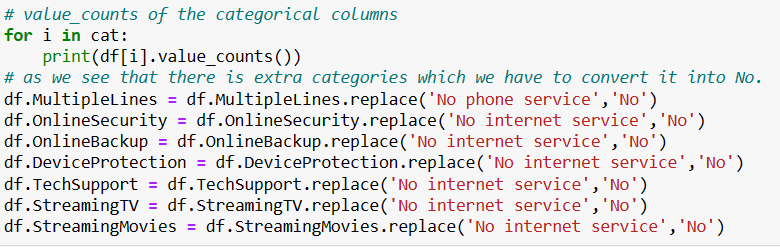 # value_counts of the categorical columns
for i in cat:
    print(df[i].value_counts())
# as we see that there is extra categories which we have to convert it into No.
df.MultipleLines = df.MultipleLines.replace('No phone service','No')
df.OnlineSecurity = df.OnlineSecurity.replace('No internet service','No')
df.OnlineBackup = df.OnlineBackup.replace('No internet service','No')
df.DeviceProtection = df.DeviceProtection.replace('No internet service','No')
df.TechSupport = df.TechSupport.replace('No internet service','No')
df.StreamingTV = df.StreamingTV.replace('No internet service','No')
df.StreamingMovies = df.StreamingMovies.replace('No internet service','No')